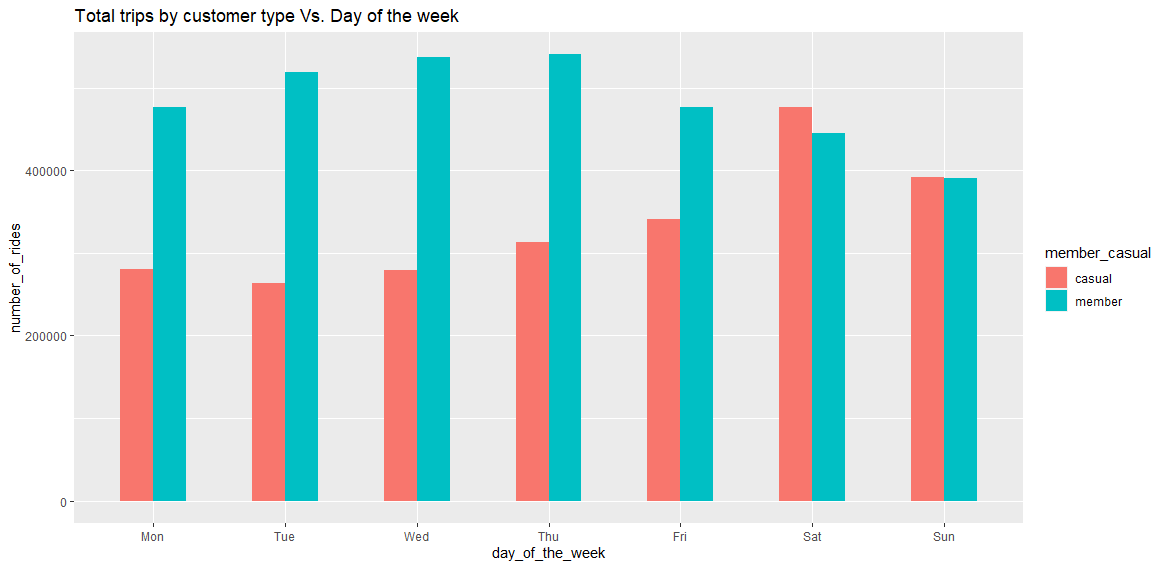 Total trips by customer type Vs. Day of the week
number_of_rides
400000
200000
0
Mon Tue Wed Thu Fri Sat Sun
day_of_the_week
member_casual
casual
member